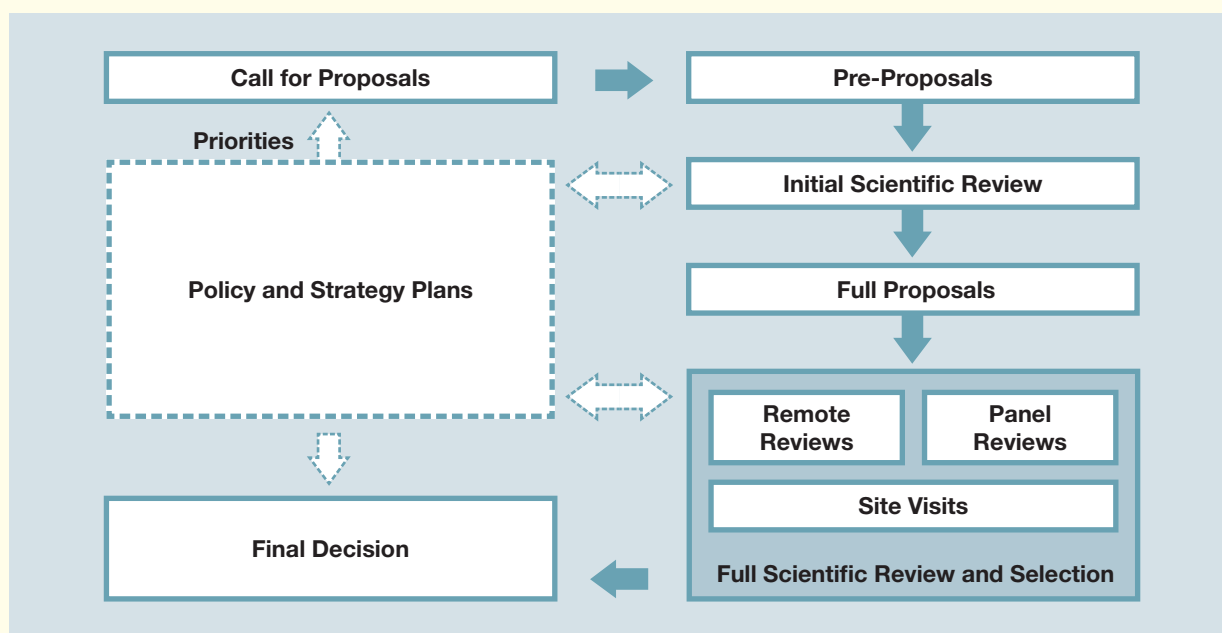 Call for Proposals
Pre-Proposals
Priorities
Initial Scientific Review
Policy and Strategy Plans
Full Proposals
Remote
Reviews
Panel
Reviews
Site Visits
Final Decision
Full Scientific Review and Selection